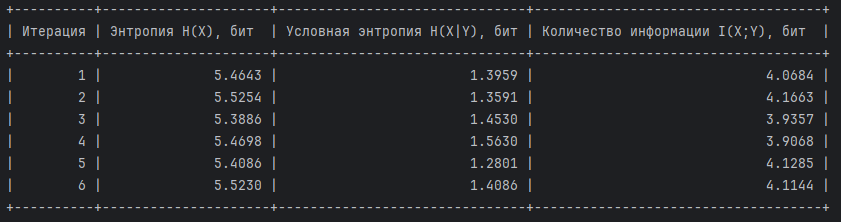 +----------+---------------------+------------------------------+-----------------------------------+
| Итерация | Энтропия H(X), бит  | Условная энтропия H(X|Y), бит | Количество информации I(X;Y), бит  |
+----------+---------------------+------------------------------+-----------------------------------+
| 1 | 5.4643 | 1.3959 | 4.0684 |
| 2 | 5.5254 | 1.3591 | 4.1663 |
| 3 | 5.3886 | 1.4530 | 3.9357 |
| 4 | 5.4698 | 1.5630 | 3.9068 |
| 5 | 5.4086 | 1.2801 | 4.1285 |
| 6 | 5.5230 | 1.4086 | 4.1144 |
+----------+---------------------+------------------------------+-----------------------------------+